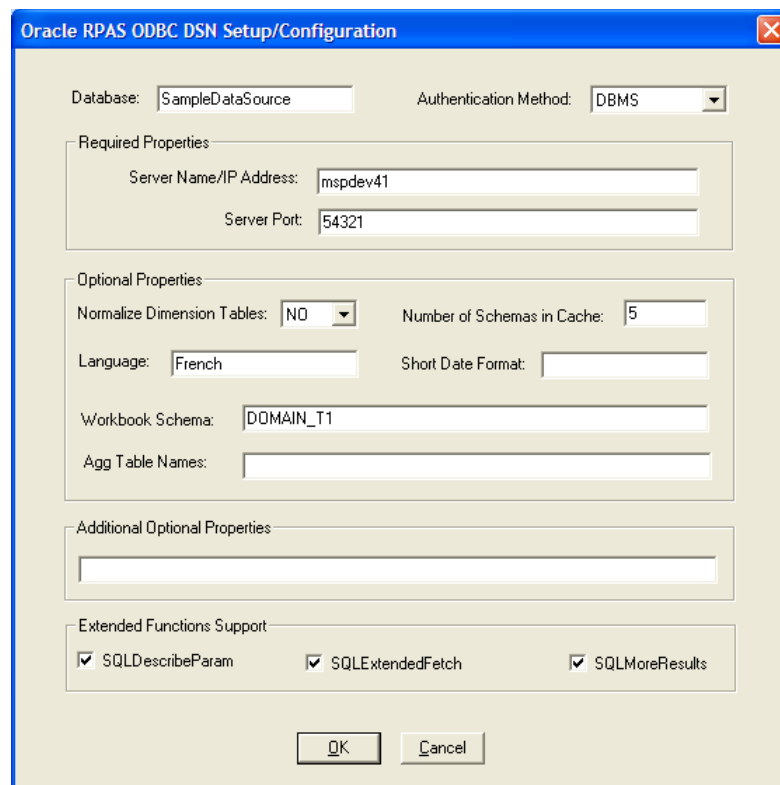 Oracle RPAS ODBC DSN Setup/Configuration
Database: SampleDataSource Authentication Method: DBMS
Required Properties
Server Name/IP Address: mspdev41
Server Port: 54321
Optional Properties
Normalize Dimension Tables: NO Number of Schemas in Cache: 5
Language: French Short Date Format:
Workbook Schema: DOMAIN_T1
Agg Table Names:
Additional Optional Properties
Extended Functions Support
SQLDescribeParam SQLExtendedFetch SQLMoreResults
OK Cancel